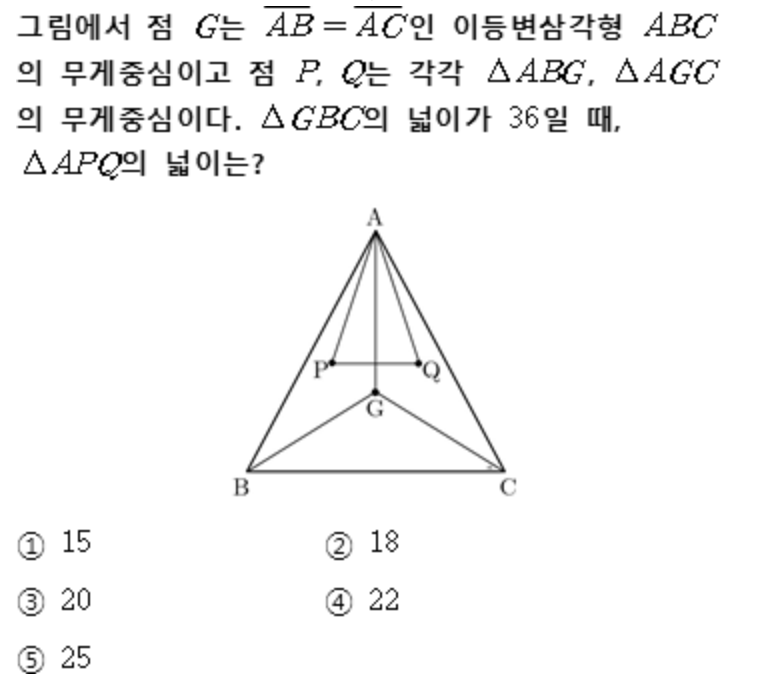 그림에서 점 G는 $\overline{AB}=\overline{AC}$인 이등변삼각형 ABC
의 무게중심이고 점 P, Q는 각각 △ABG, △AGC
의 무게중심이다. △GBC의 넓이가 36일 때,
△APQ의 넓이는?
A
P
Q
G
B
C
① 15
② 18
③ 20
④ 22
⑤ 25